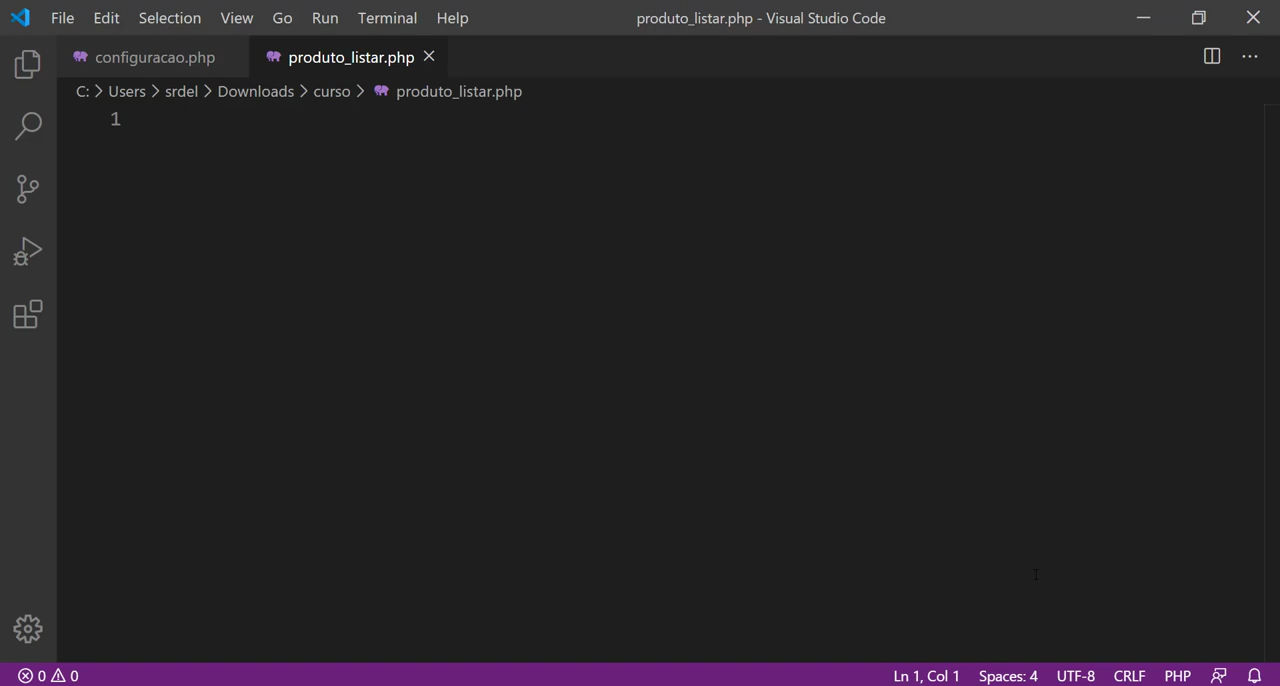 File Edit Selection View Go Run Terminal Help produto_listar.php - Visual Studio Code
configuracao.php produto_listar.php
C: > Users > srdel > Downloads > curso > produto_listar.php
1
0 0 Ln 1, Col 1 Spaces: 4 UTF-8 CRLF PHP